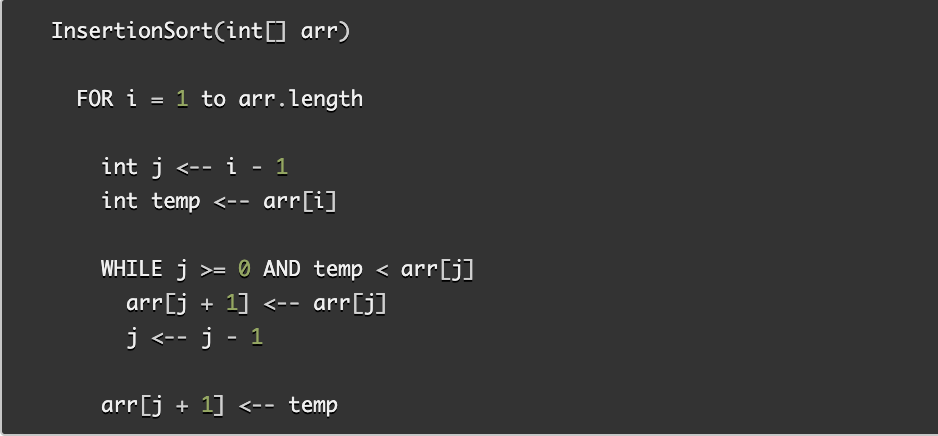 InsertionSort(int[] arr)
FOR i = 1 to arr.length
int j <-- i - 1
int temp <-- arr[i]
WHILE j >= 0 AND temp < arr[j]
arr[j + 1] <-- arr[j]
j <-- j - 1
arr[j + 1] <-- temp